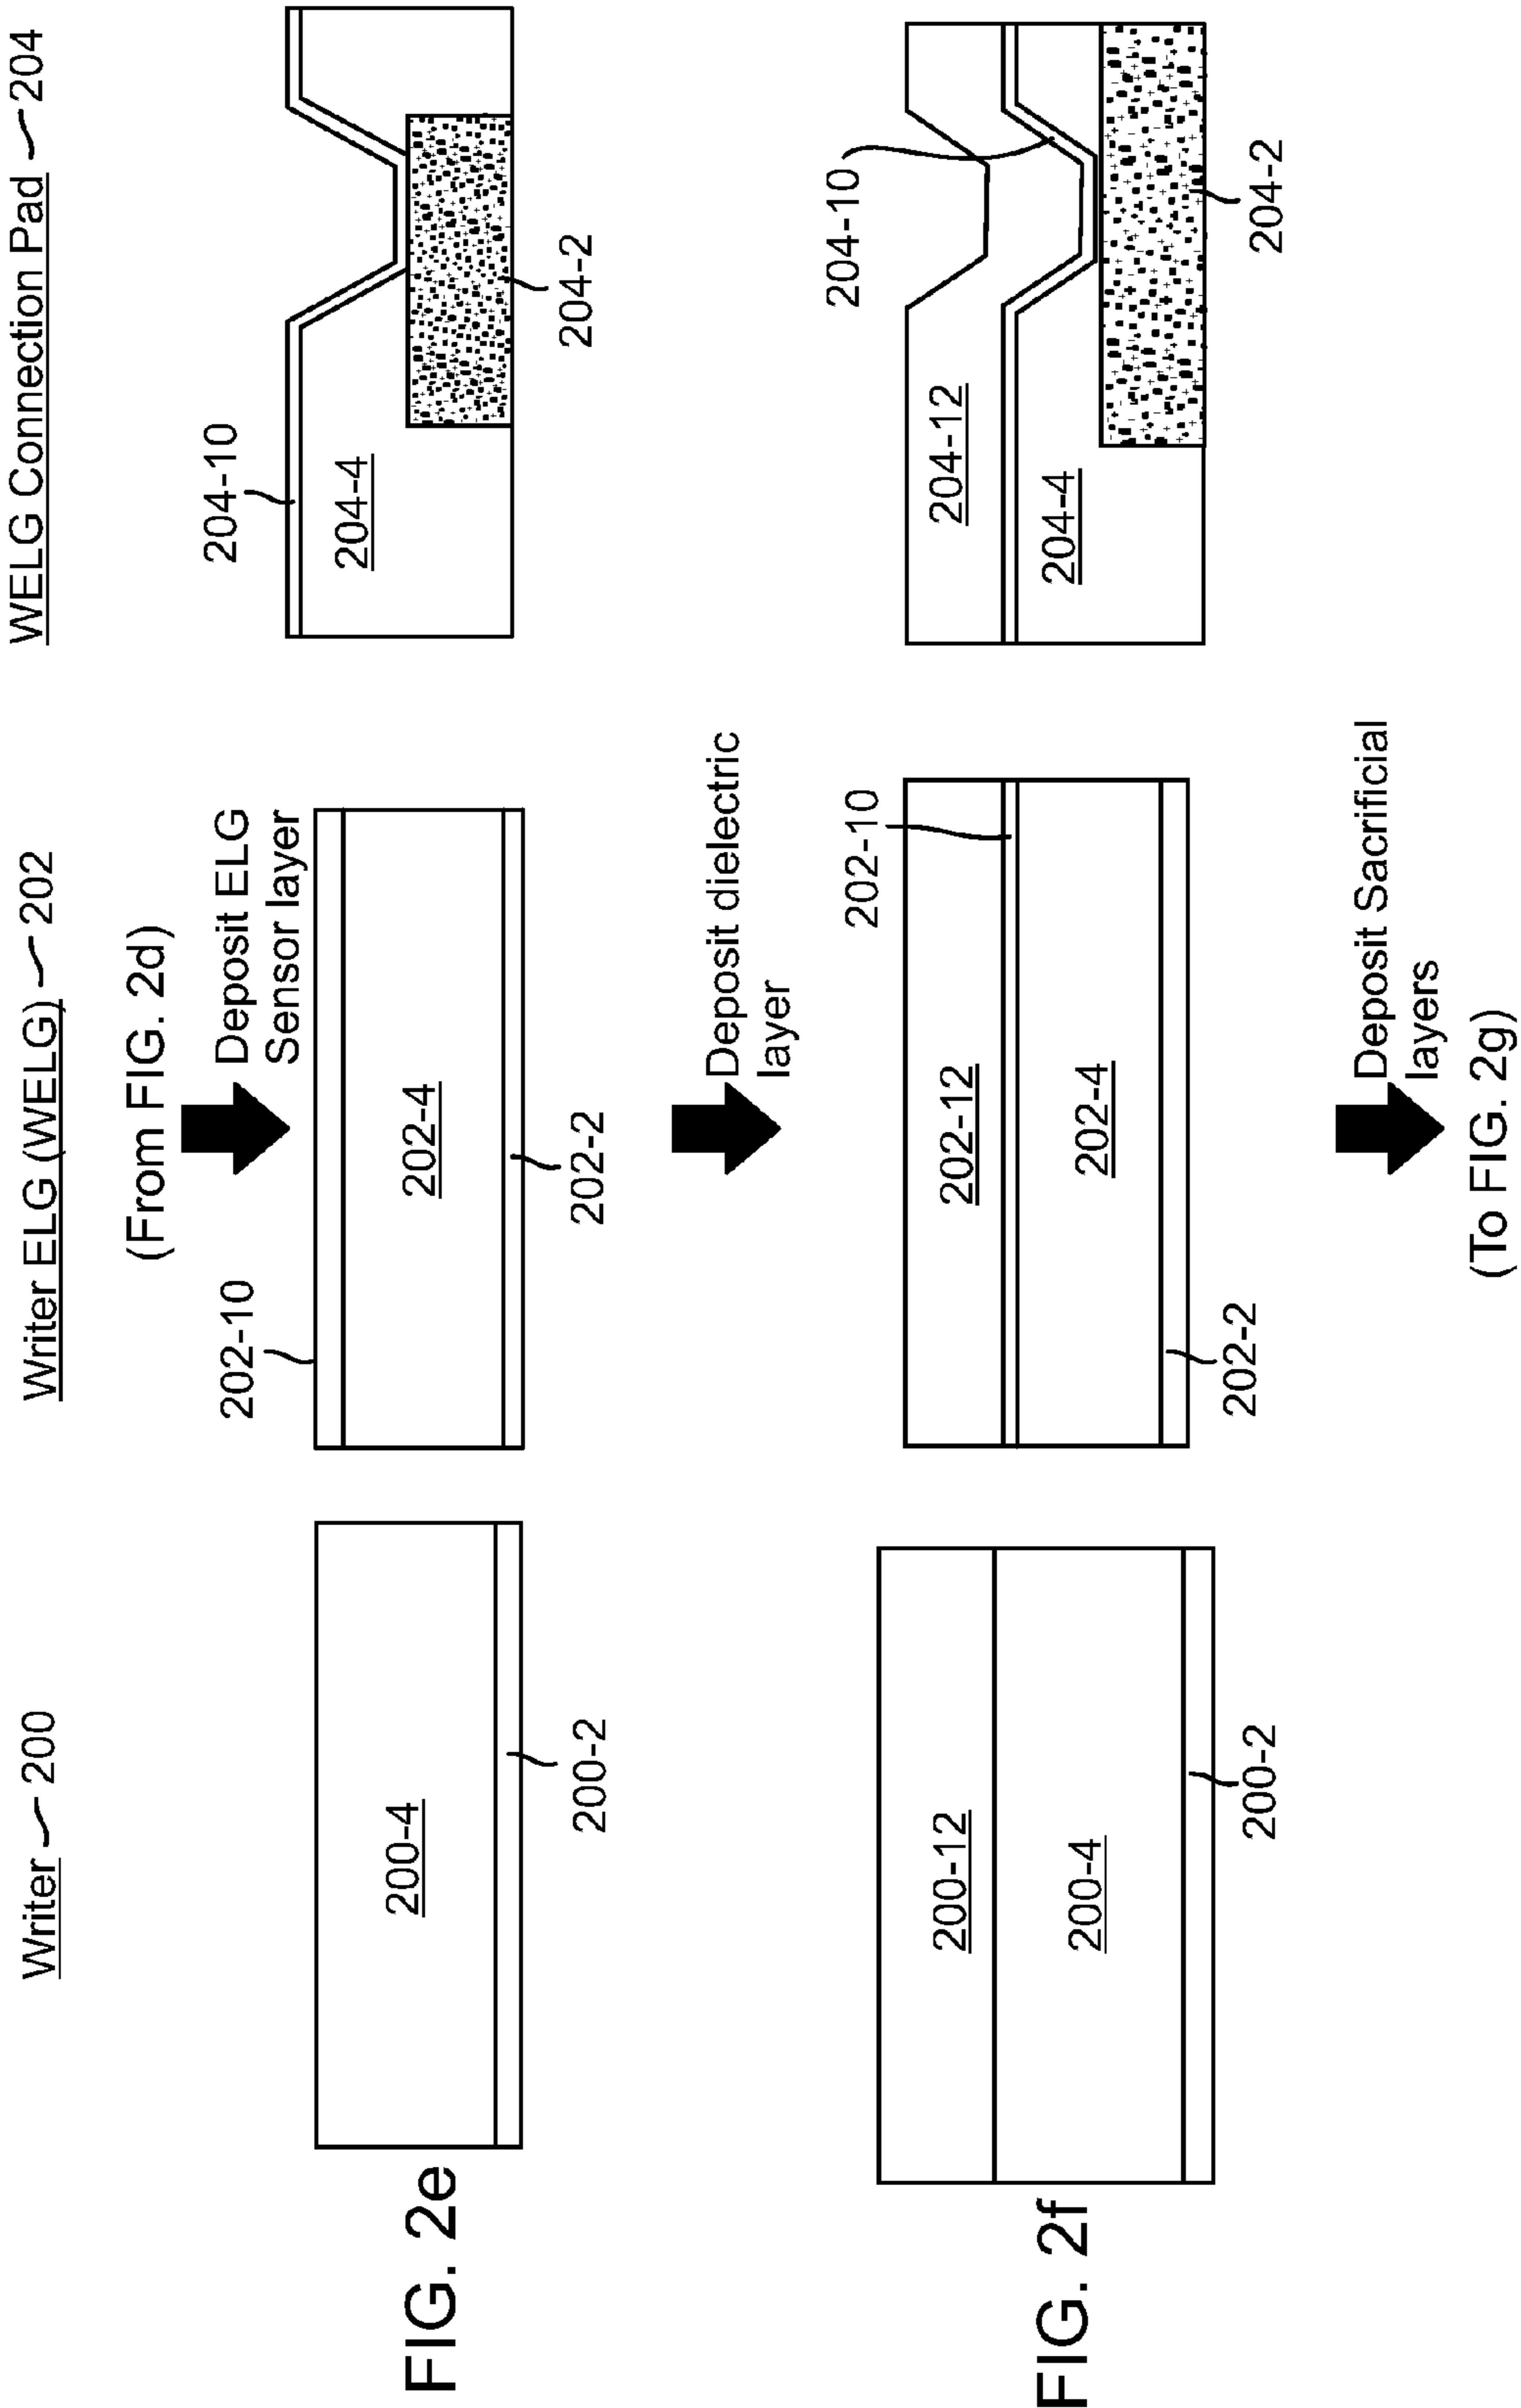 Writer 200
Writer ELG (WELG) 202
WELG Connection Pad 204
(From FIG. 2d)
Deposit ELG
Sensor layer
FIG. 2e
200-4
200-2
202-10
202-4
202-2
204-10
204-4
204-2
Deposit dielectric
layer
FIG. 2f
200-12
200-4
200-2
202-12
202-10
202-4
202-2
204-10
204-12
204-4
204-2
Deposit Sacrificial
layers
(To FIG. 2g)